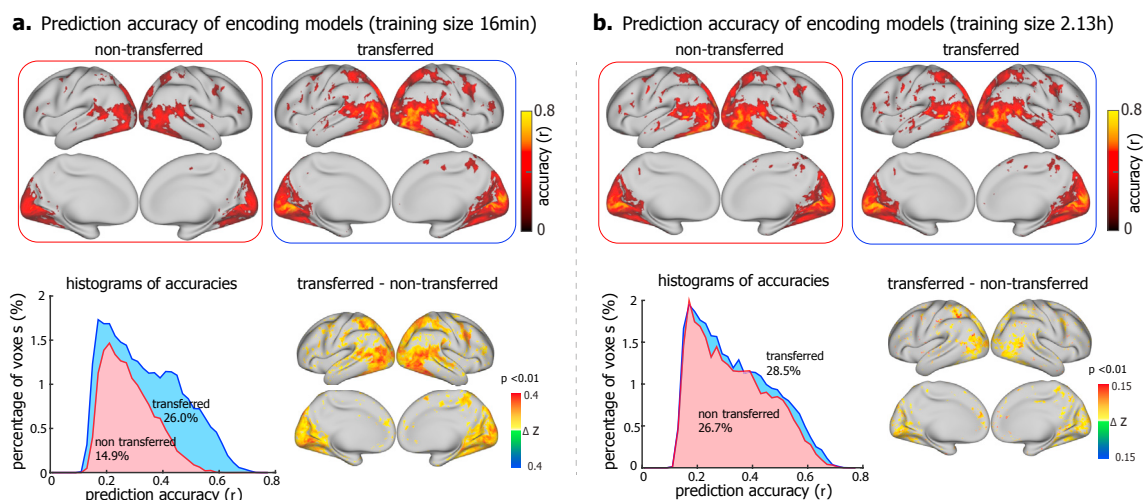 a. Prediction accuracy of encoding models (training size 16min)
non-transferred
transferred
0.8
accuracy (r)
0
histograms of accuracies
2
1.5
1
0.5
0
percentage of voxe s (%)
transferred
26.0%
non transferred
14.9%
0
0.2
0.4
0.6
0.8
prediction accuracy (r)
transferred - non-transferred
p <0.01
0.4
Δ Z
0.4
b. Prediction accuracy of encoding models (training size 2.13h)
non-transferred
transferred
0.8
accuracy (r)
0
histograms of accuracies
2
1.5
1
0.5
0
percentage of voxe s (%)
transferred
28.5%
non transferred
26.7%
0.2
0.4
0.6
0.8
prediction accuracy (r)
transferred - non-transferred
p <0.01
0.15
Δ Z
0.15